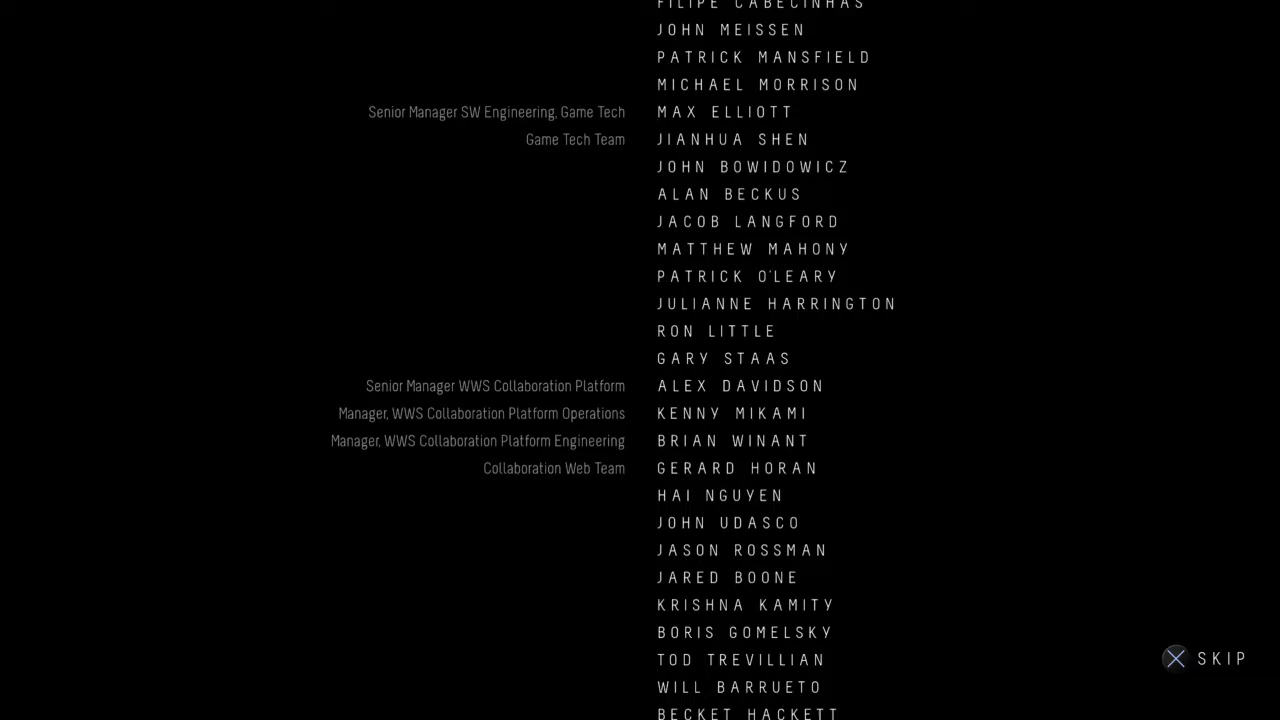 FILIPE CABECINHAS
JOHN MEISSEN
PATRICK MANSFIELD
MICHAEL MORRISON
Senior Manager SW Engineering, Game Tech MAX ELLIOTT
Game Tech Team JIANHUA SHEN
JOHN BOWIDOWICZ
ALAN BECKUS
JACOB LANGFORD
MATTHEW MAHONY
PATRICK O'LEARY
JULIANNE HARRINGTON
RON LITTLE
GARY STAAS
Senior Manager WWS Collaboration Platform ALEX DAVIDSON
Manager, WWS Collaboration Platform Operations KENNY MIKAMI
Manager, WWS Collaboration Platform Engineering BRIAN WINANT
Collaboration Web Team GERARD HORAN
HAI NGUYEN
JOHN UDASCO
JASON ROSSMAN
JARED BOONE
KRISHNA KAMITY
BORIS GOMELSKY
TOD TREVILLIAN
SKIP
WILL BARRUETO
BECKET HACKETT